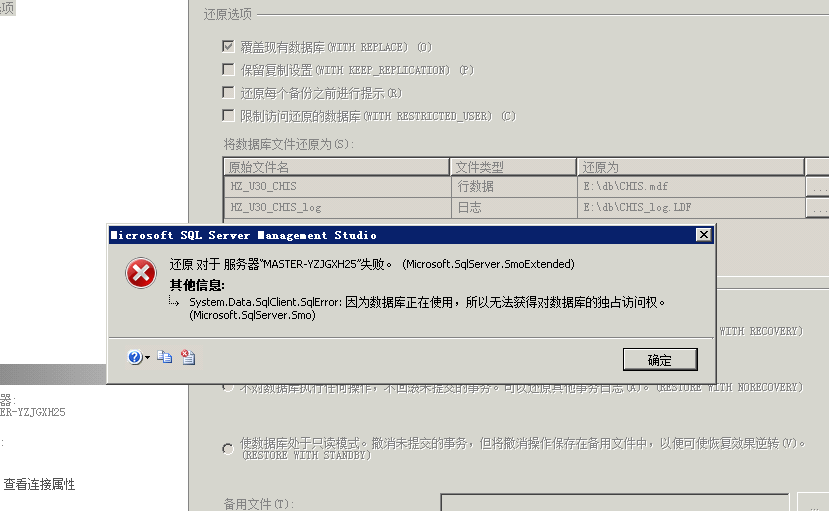 选项
还原选项
覆盖现有数据库(WITH REPLACE) (O)
保留复制设置(WITH KEEP_REPLICATION) (P)
还原每个备份之前进行提示(R)
限制访问还原的数据库(WITH RESTRICTED_USER) (C)
将数据库文件还原为(S):
原始文件名 文件类型 还原为
HZ_U30_CHIS 行数据 E:\db\CHIS.mdf ...
HZ_U30_CHIS_log 日志 E:\db\CHIS_log.LDF ...
Microsoft SQL Server Management Studio
还原 对于 服务器"MASTER-YZJGXH25"失败。 (Microsoft.SqlServer.SmoExtended)
其他信息:
System.Data.SqlClient.SqlError: 因为数据库正在使用，所以无法获得对数据库的独占访问权。
(Microsoft.SqlServer.Smo)
WITH RECOVERY)
确定
不对数据库执行任何操作，不回滚未提交的事务。可以还原其他事务日志(A)。(RESTORE WITH NORECOVERY)
器:
ER-YZJGXH25
:
使数据库处于只读模式。撤消未提交的事务，但将撤消操作保存在备用文件中，以便可使恢复效果逆转(V)。
(RESTORE WITH STANDBY)
查看连接属性
备用文件(T): ...